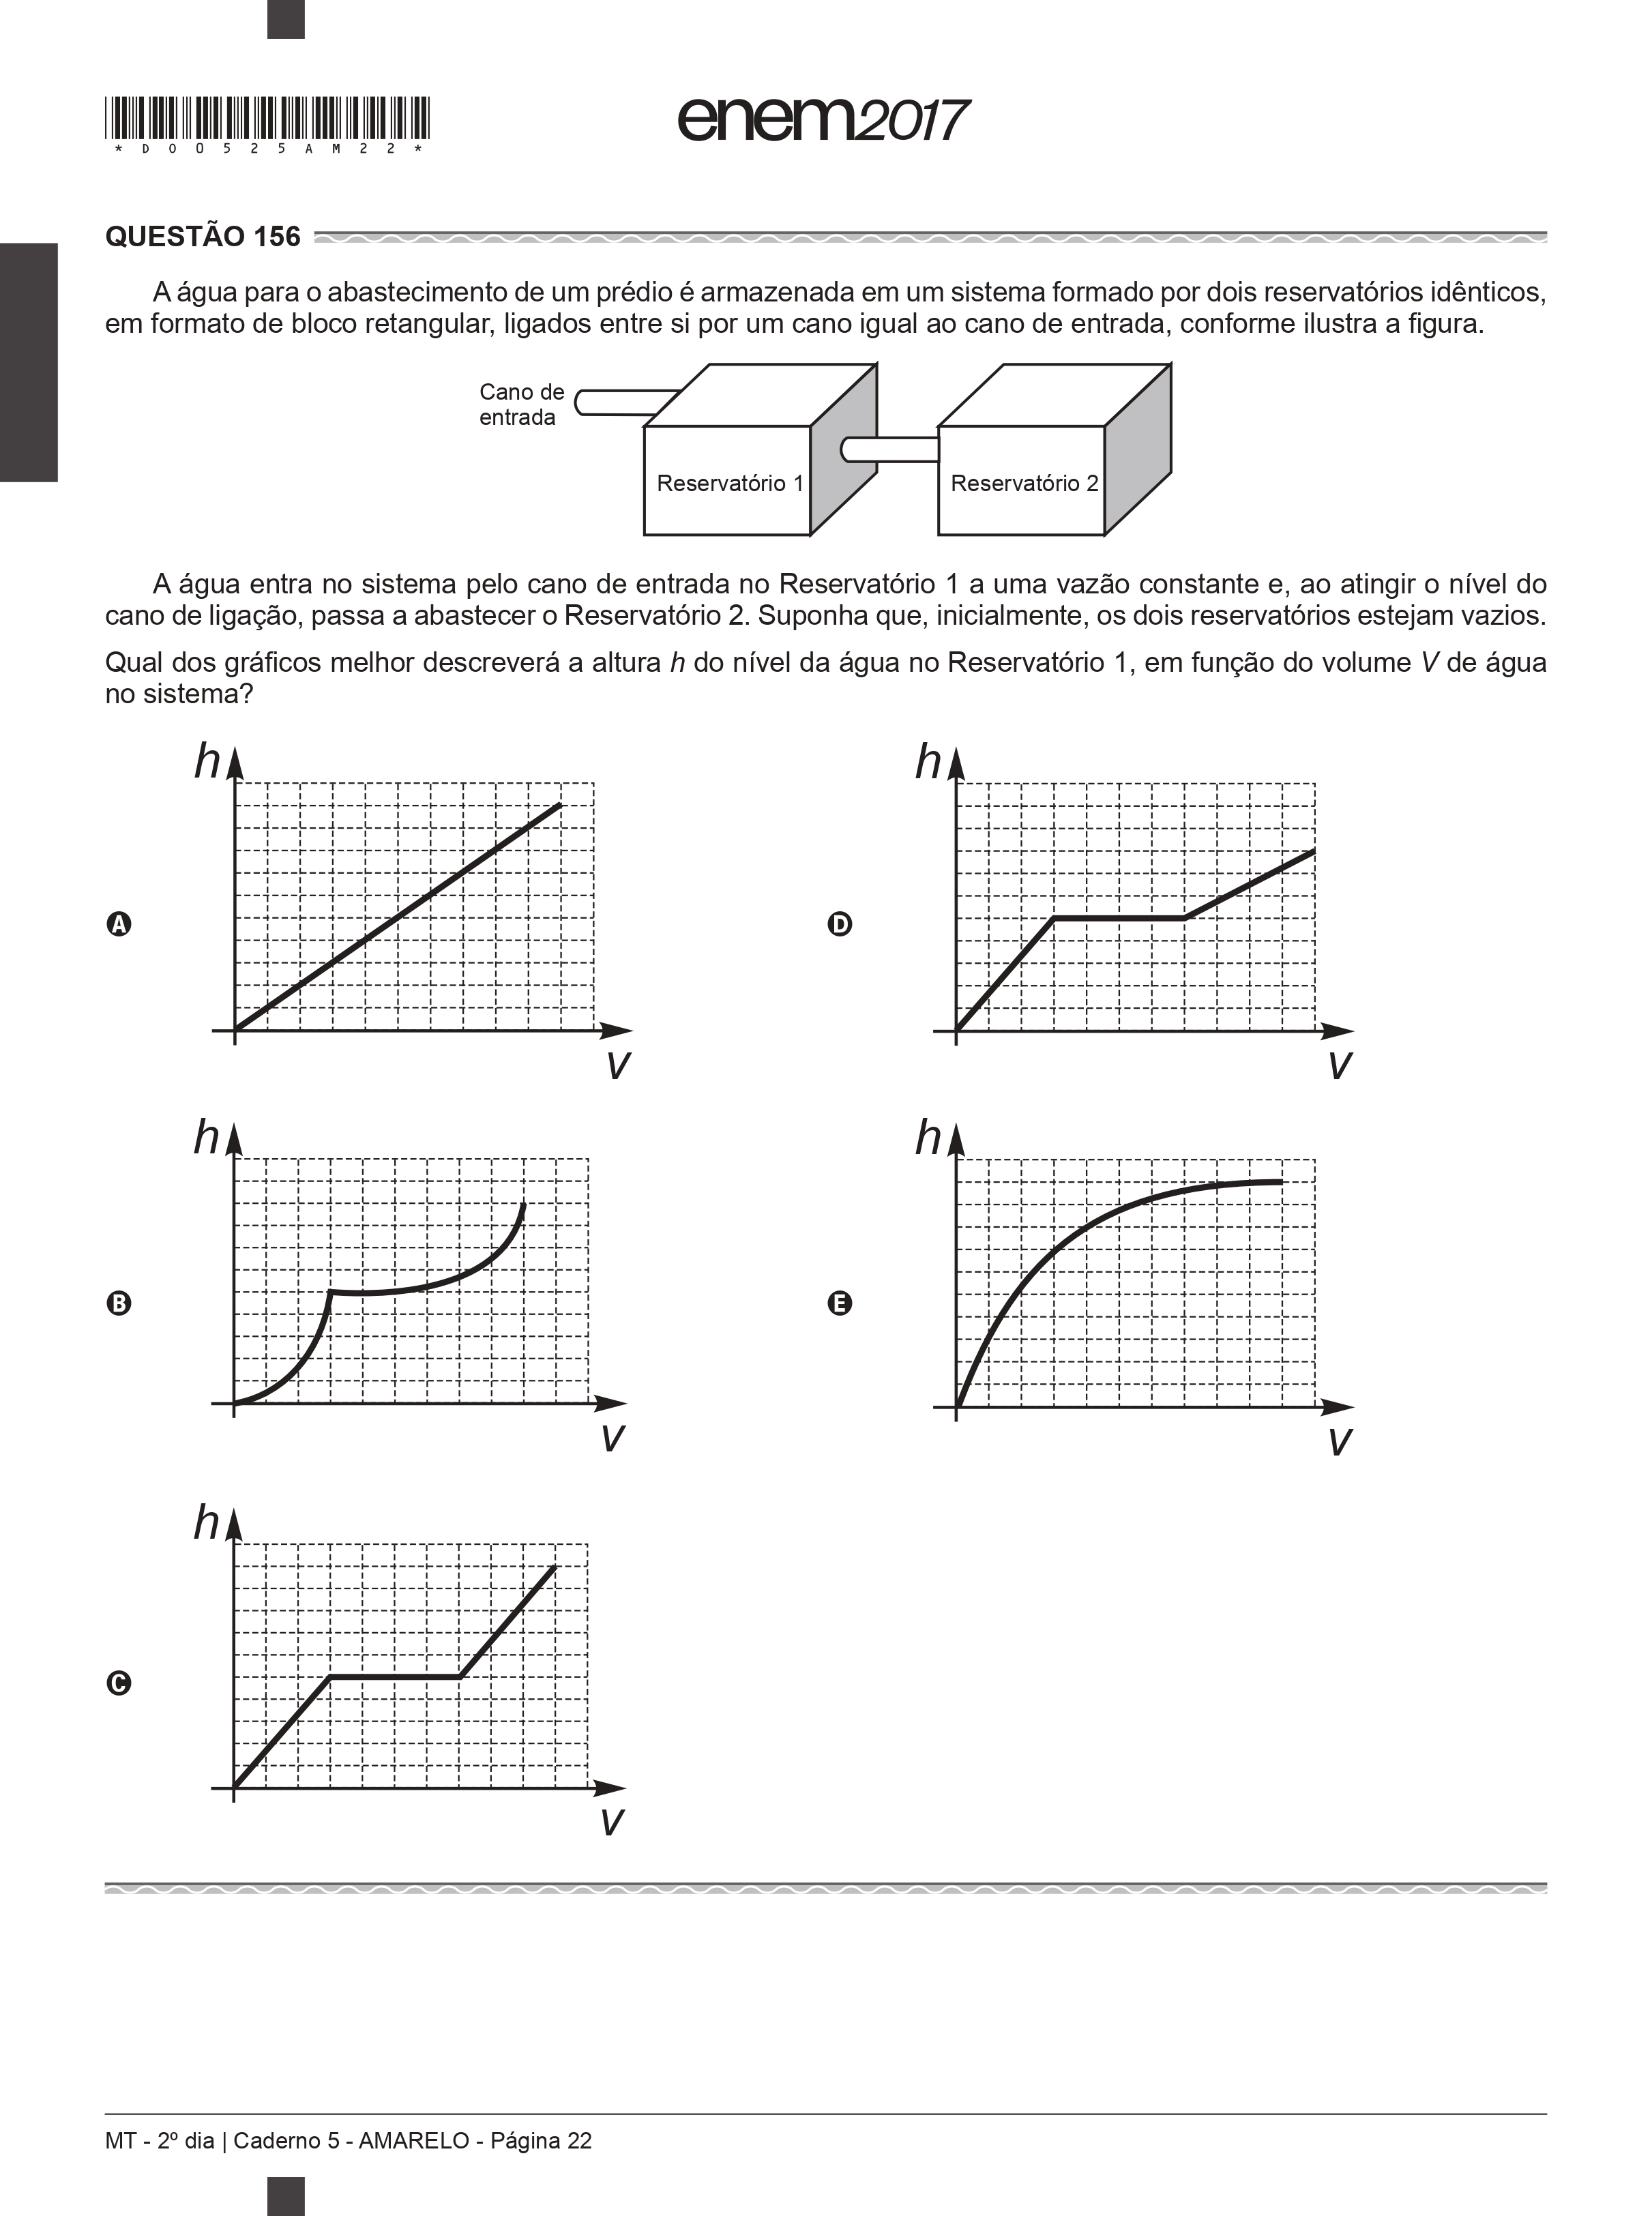 *D0O525AM22*
enem2017
QUESTÃO 156
A água para o abastecimento de um prédio é armazenada em um sistema formado por dois reservatórios idênticos,
em formato de bloco retangular, ligados entre si por um cano igual ao cano de entrada, conforme ilustra a figura.
Cano de
entrada
Reservatório 1
Reservatório 2
A água entra no sistema pelo cano de entrada no Reservatório 1 a uma vazão constante e, ao atingir o nível do
cano de ligação, passa a abastecer o Reservatório 2. Suponha que, inicialmente, os dois reservatórios estejam vazios.
Qual dos gráficos melhor descreverá a altura h do nível da água no Reservatório 1, em função do volume V de água
no sistema?
h
A
V
h
D
V
h
B
V
h
E
V
h
C
V
MT - 2º dia | Caderno 5 - AMARELO - Página 22